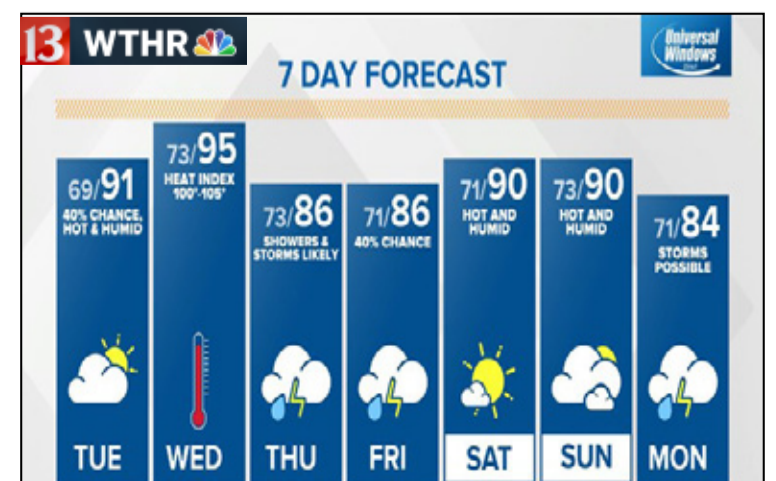 13 WTHR
Universal
Windows
7 DAY FORECAST
69/91
40% CHANCE,
HOT & HUMID
TUE
73/95
HEAT INDEX
100°-105°
WED
73/86
SHOWERS &
STORMS LIKELY
THU
71/86
40% CHANCE
FRI
71/90
HOT AND
HUMID
SAT
73/90
HOT AND
HUMID
SUN
71/84
STORMS
POSSIBLE
MON